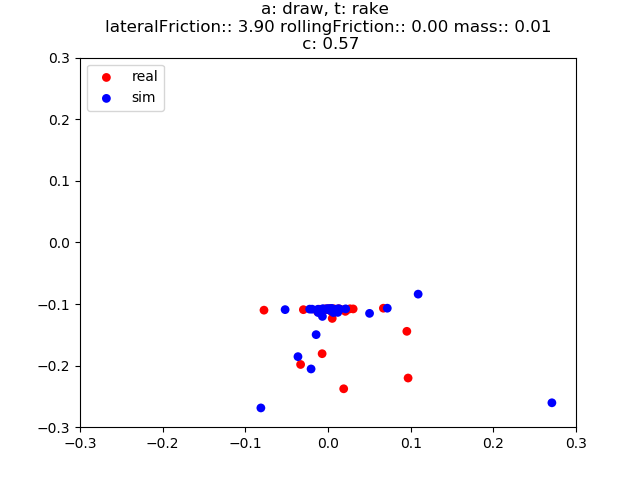 a: draw, t: rake
lateralFriction:: 3.90 rollingFriction:: 0.00 mass:: 0.01
c: 0.57
0.3
real
sim
0.2
0.1
0.0
−0.1
−0.2
−0.3
−0.3
−0.2
−0.1
0.0
0.1
0.2
0.3